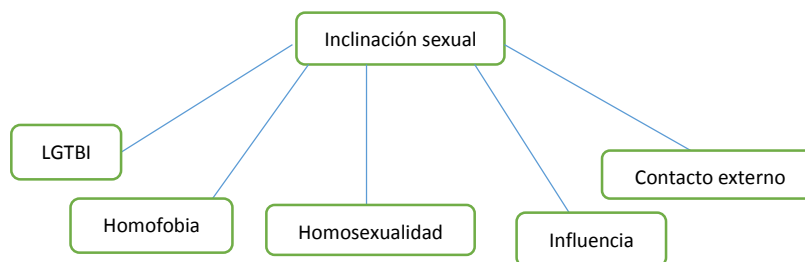 Inclinación sexual
LGTBI
Contacto externo
Homofobia
Homosexualidad
Influencia